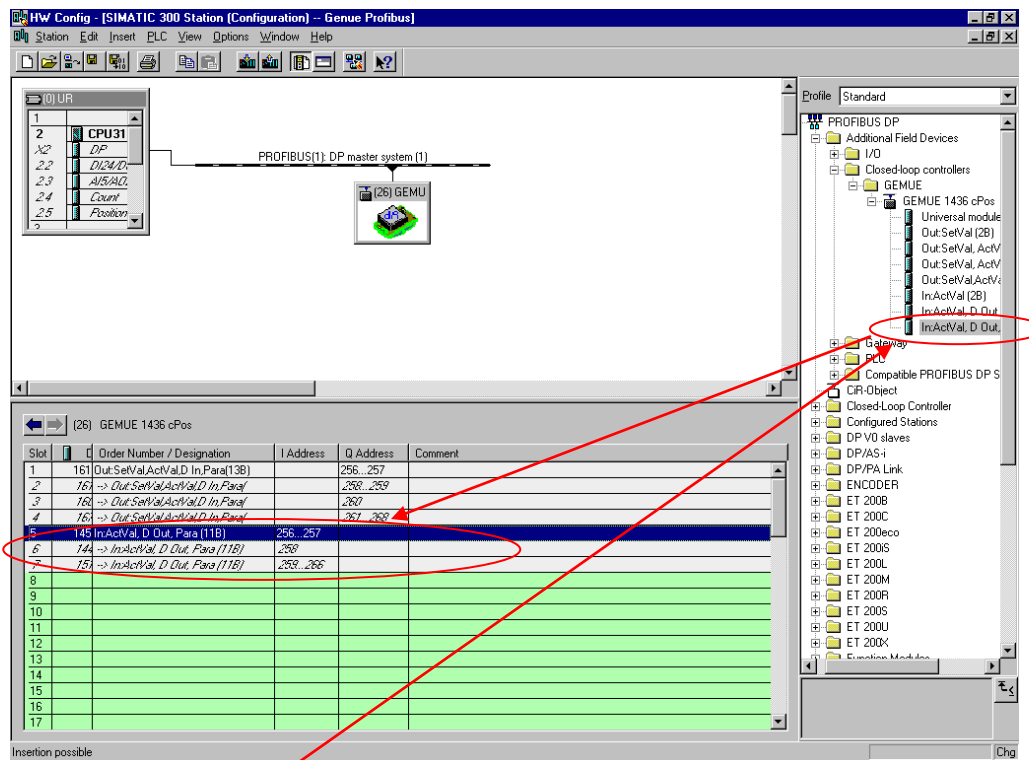 HW Config - [SIMATIC 300 Station (Configuration) -- Genue Profibus]
Station Edit Insert PLC View Options Window Help
(0) UR
1
2 CPU31
X2 DP
2.2 DI24/D
2.3 AI5/AO
2.4 Count
2.5 Position
3
PROFIBUS(1): DP master system (1)
(26) GEMU
dP
Profile Standard
PROFIBUS DP
Additional Field Devices
I/O
Closed-loop controllers
GEMUE
GEMUE 1436 cPos
Universal module
Out:SetVal (2B)
Out:SetVal, ActV
Out:SetVal, ActV
Out:SetVal,ActVa
In:ActVal (2B)
In:ActVal, D Out
In:ActVal, D Out,
Gateway
PLC
Compatible PROFIBUS DP S
CiR-Object
Closed-Loop Controller
Configured Stations
DP V0 slaves
DP/AS-i
DP/PA Link
ENCODER
ET 200B
ET 200C
ET 200eco
ET 200iS
ET 200L
ET 200M
ET 200R
ET 200S
ET 200U
ET 200X
Function Modules
(26) GEMUE 1436 cPos
Slot D Order Number / Designation I Address Q Address Comment
1 161 Out:SetVal,ActVal,D In,Para(13B) 256...257
2 161 --> Out:SetVal,ActVal,D In,Para( 258...259
3 160 --> Out:SetVal,ActVal,D In,Para( 260
4 167 --> Out:SetVal,ActVal,D In,Para( 261...268
5 145 In:ActVal, D Out, Para (11B) 256...257
6 144 --> In:ActVal, D Out, Para (11B) 258
7 151 --> In:ActVal, D Out, Para (11B) 259...266
8
9
10
11
12
13
14
15
16
17
Insertion possible
Chg